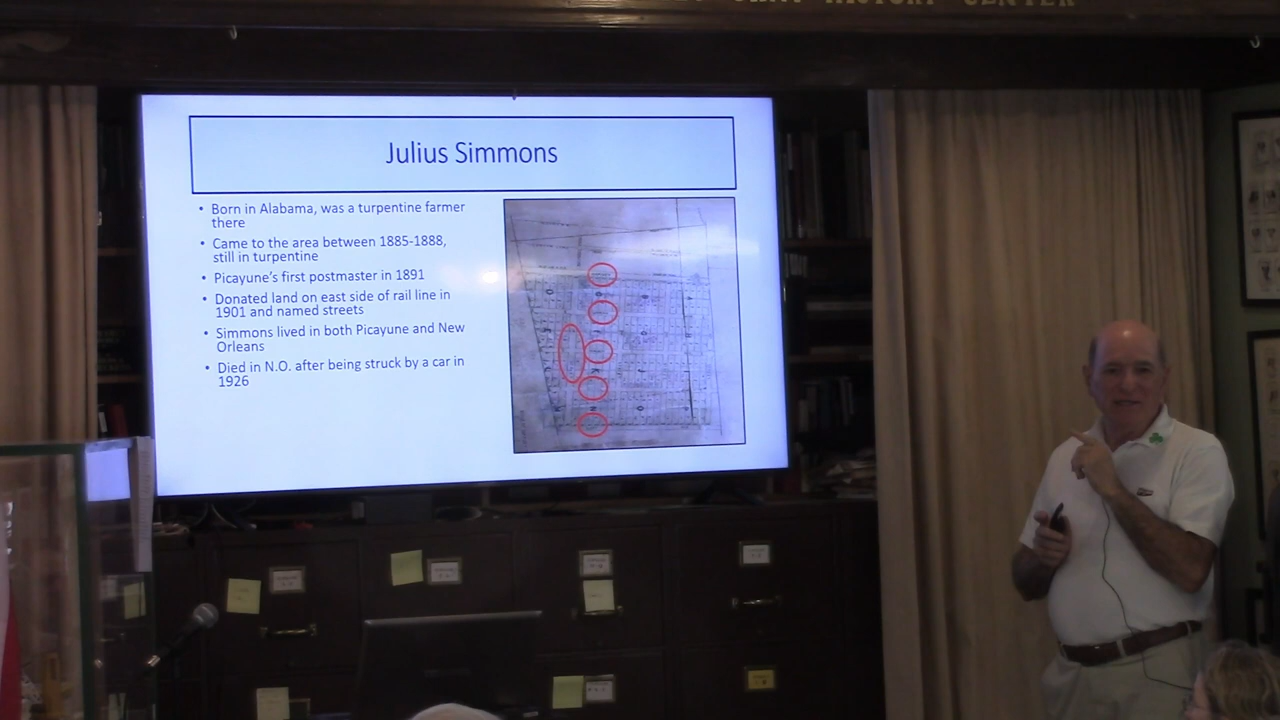 HISTORY CENTER
Julius Simmons
• Born in Alabama, was a turpentine farmer
there
• Came to the area between 1885-1888,
still in turpentine
• Picayune's first postmaster in 1891
• Donated land on east side of rail line in
1901 and named streets
• Simmons lived in both Picayune and New
Orleans
• Died in N.O. after being struck by a car in
1926